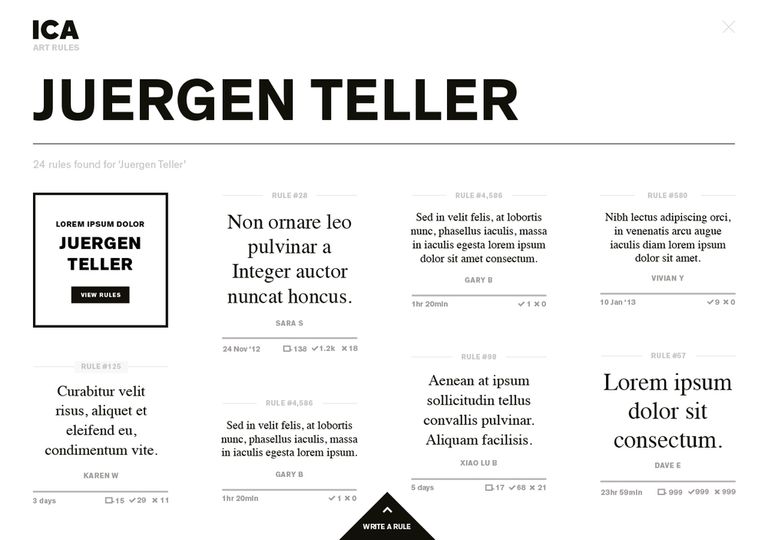 ICA
ART RULES
JUERGEN TELLER
24 rules found for 'Juergen Teller'
LOREM IPSUM DOLOR
JUERGEN
TELLER
VIEW RULES
RULE #125
Curabitur velit
risus, aliquet et
eleifend eu,
condimentum vite.
KAREN W
3 days 15 29 11
RULE #28
Non ornare leo
pulvinar a
Integer auctor
nuncat honcus.
SARA S
24 Nov '12 138 1.2k 18
RULE #4,586
Sed in velit felis, at lobortis
nunc, phasellus iaculis, massa
in iaculis egesta lorem ipsum.
GARY B
1hr 20min 1 0
RULE #4,586
Sed in velit felis, at lobortis
nunc, phasellus iaculis, massa
in iaculis egesta lorem ipsum
dolor sit amet consectum.
GARY B
1hr 20min 1 0
RULE #98
Aenean at ipsum
sollicitudin tellus
convallis pulvinar.
Aliquam facilisis.
XIAO LU B
5 days 17 68 21
RULE #580
Nibh lectus adipiscing orci,
in venenatis arcu augue
iaculis diam lorem ipsum
dolor sit amet.
VIVIAN Y
10 Jan '13 9 0
RULE #57
Lorem ipsum
dolor sit
consectum.
DAVE E
23hr 59min 999 999 999
WRITE A RULE